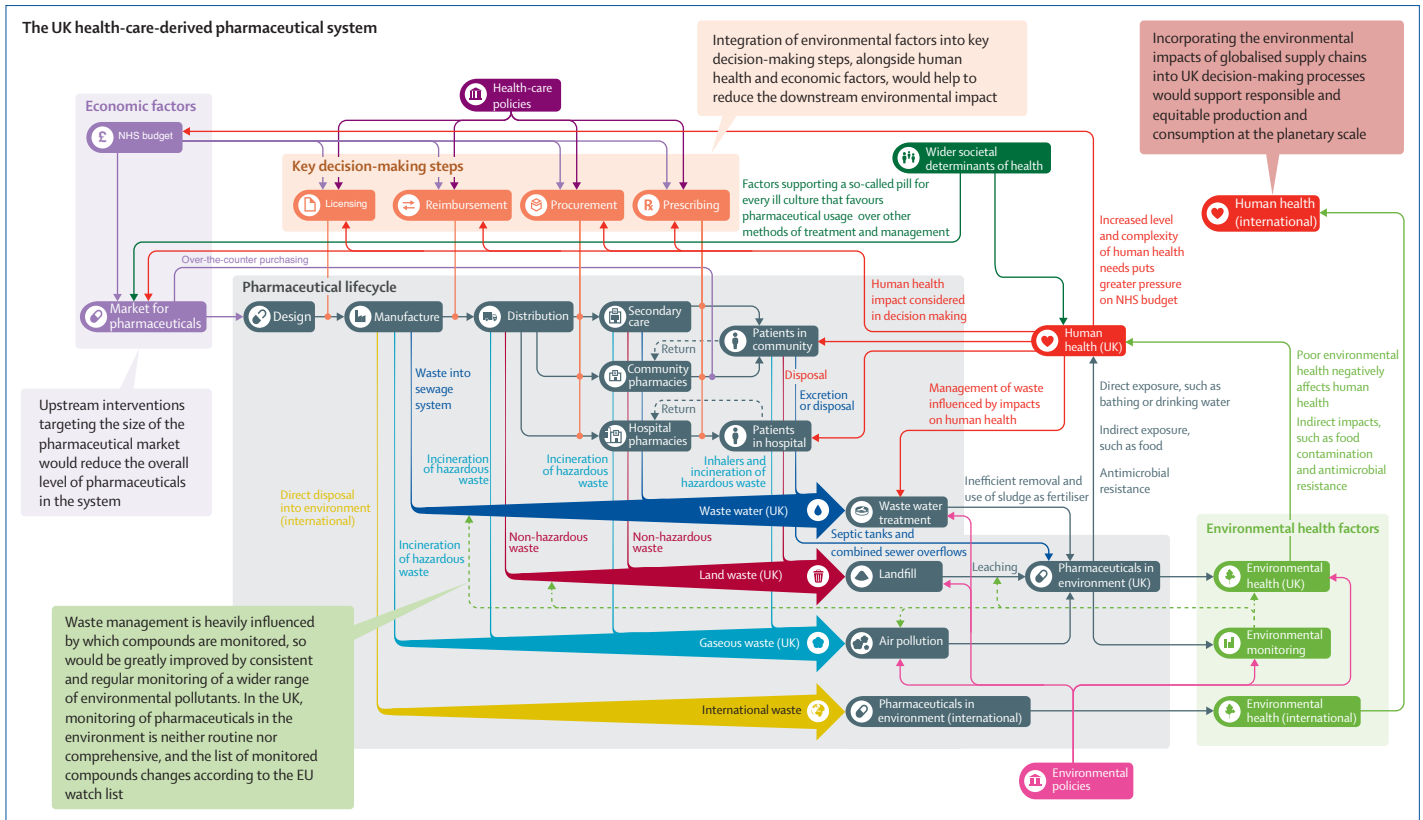 The UK health-care-derived pharmaceutical system
Integration of environmental factors into key
decision-making steps, alongside human
health and economic factors, would help to
reduce the downstream environmental impact
Incorporating the environmental
impacts of globalised supply chains
into UK decision-making processes
would support responsible and
equitable production and
consumption at the planetary scale
Economic factors
£
NHS budget
Health-care
policies
Key decision-making steps
Licensing
Reimbursement
Procurement
R
Prescribing
Wider societal
determinants of health
Factors supporting a so-called pill for
every ill culture that favours
pharmaceutical usage over other
methods of treatment and management
Human health
(international)
Increased level
and complexity
of human health
needs puts
greater pressure
on NHS budget
Over-the-counter purchasing
Market for
pharmaceuticals
Pharmaceutical lifecycle
Design
Manufacture
Distribution
Secondary
care
Community
pharmacies
Hospital
pharmacies
Return
Return
Patients in
community
Patients
in hospital
Human health
impact considered
in decision making
Human
health (UK)
Waste into
sewage
system
Disposal
Excretion
or disposal
Management of waste
influenced by impacts
on human health
Direct exposure, such as
bathing or drinking water
Indirect exposure,
such as food
Antimicrobial
resistance
Poor environmental
health negatively
affects human
health
Indirect impacts,
such as food
contamination
and antimicrobial
resistance
Upstream interventions
targeting the size of the
pharmaceutical market
would reduce the overall
level of pharmaceuticals
in the system
Incineration
of hazardous
waste
Incineration
of hazardous
waste
Inhalers and
incineration of
hazardous waste
Direct disposal
into environment
(international)
Waste water (UK)
Waste water
treatment
Inefficient removal and
use of sludge as fertiliser
Incineration
of hazardous
waste
Non-hazardous
waste
Non-hazardous
waste
Septic tanks and
combined sewer overflows
Land waste (UK)
Landfill
Leaching
Pharmaceuticals in
environment (UK)
Environmental health factors
Environmental
health (UK)
Gaseous waste (UK)
Air pollution
Environmental
monitoring
International waste
Pharmaceuticals in
environment (international)
Environmental
health (international)
Environmental
policies
Waste management is heavily influenced
by which compounds are monitored, so
would be greatly improved by consistent
and regular monitoring of a wider range
of environmental pollutants. In the UK,
monitoring of pharmaceuticals in the
environment is neither routine nor
comprehensive, and the list of monitored
compounds changes according to the EU
watch list